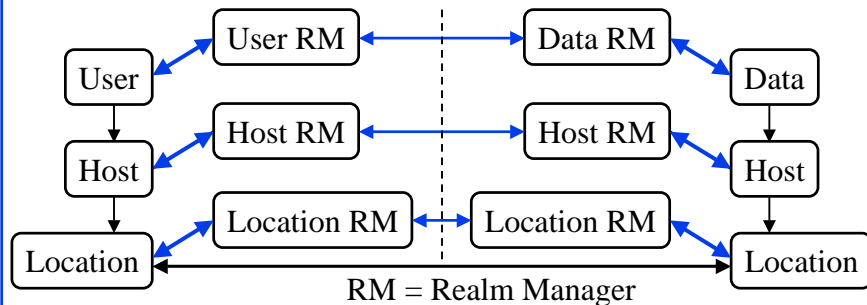 User RM Data RM
User Data
Host RM Host RM
Host Host
Location RM Location RM
Location Location
RM = Realm Manager